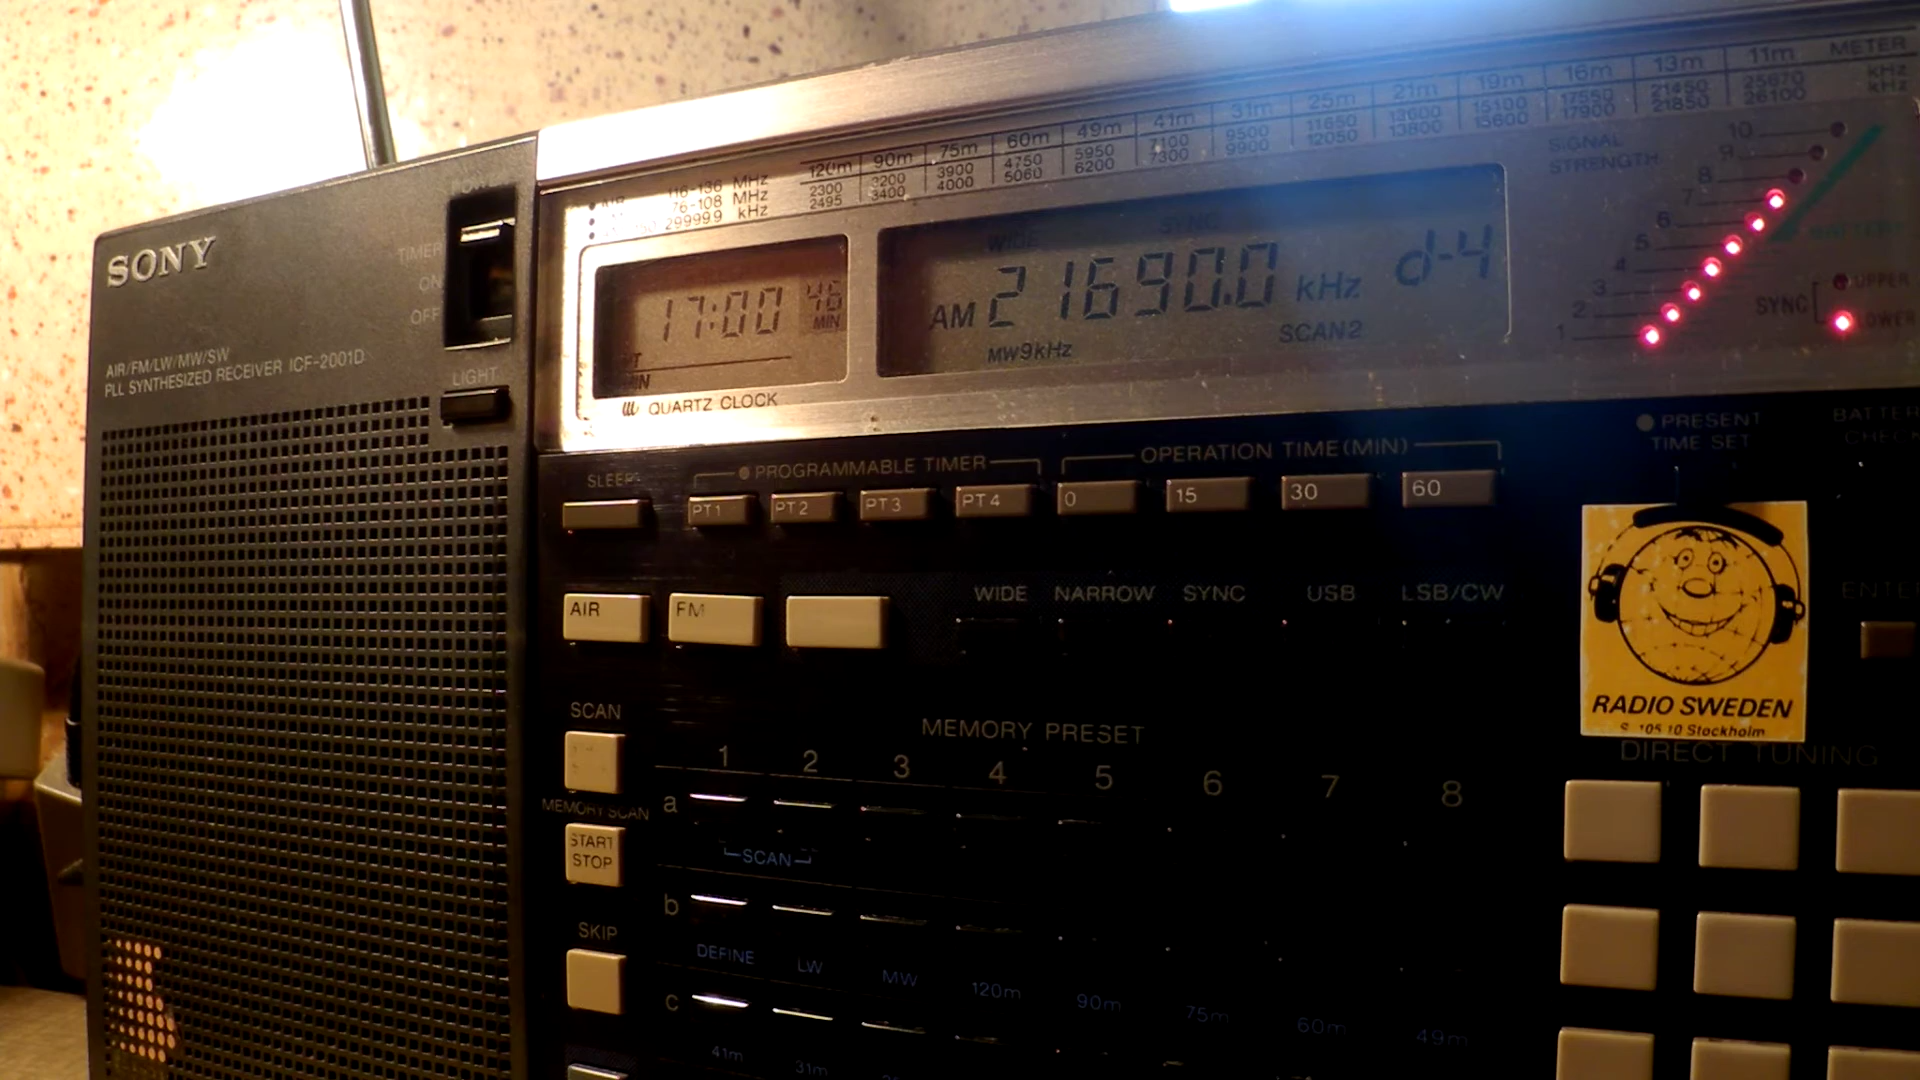 SONY
AIR/FM/LW/MW/SW
PLL SYNTHESIZED RECEIVER ICF-2001D
TIMER
ON
OFF
LIGHT
116-136 MHz
76-108 MHz
kHz
120m 90m 75m 60m 49m 41m 31m 25m 21m 19m 16m 13m 11m METER
2300 3200 3900 4750 5950 7100 9500 11650 13600 15100 17550 21450 25670 kHz
2495 3400 4000 5060 6200 7300 9900 12050 13800 15600 17900 21850 26100 kHz
17:00 46 MIN
QUARTZ CLOCK
WIDE SYNC
AM 21690.0 kHz d-4
MW9kHz SCAN2
SIGNAL
STRENGTH
10
9
8
7
6
5
4
3
2
1
BATTERY
SYNC
UPPER
LOWER
SLEEP
PROGRAMMABLE TIMER
OPERATION TIME (MIN)
PT1 PT2 PT3 PT4 0 15 30 60
PRESENT
TIME SET
AIR FM
WIDE NARROW SYNC USB LSB/CW
RADIO SWEDEN
S-105 10 Stockholm
SCAN
MEMORY SCAN
START
STOP
SKIP
MEMORY PRESET
1 2 3 4 5 6 7 8
a
SCAN
b
DEFINE LW MW 120m 90m 75m 60m 49m
c
41m 31m
DIRECT TUNING